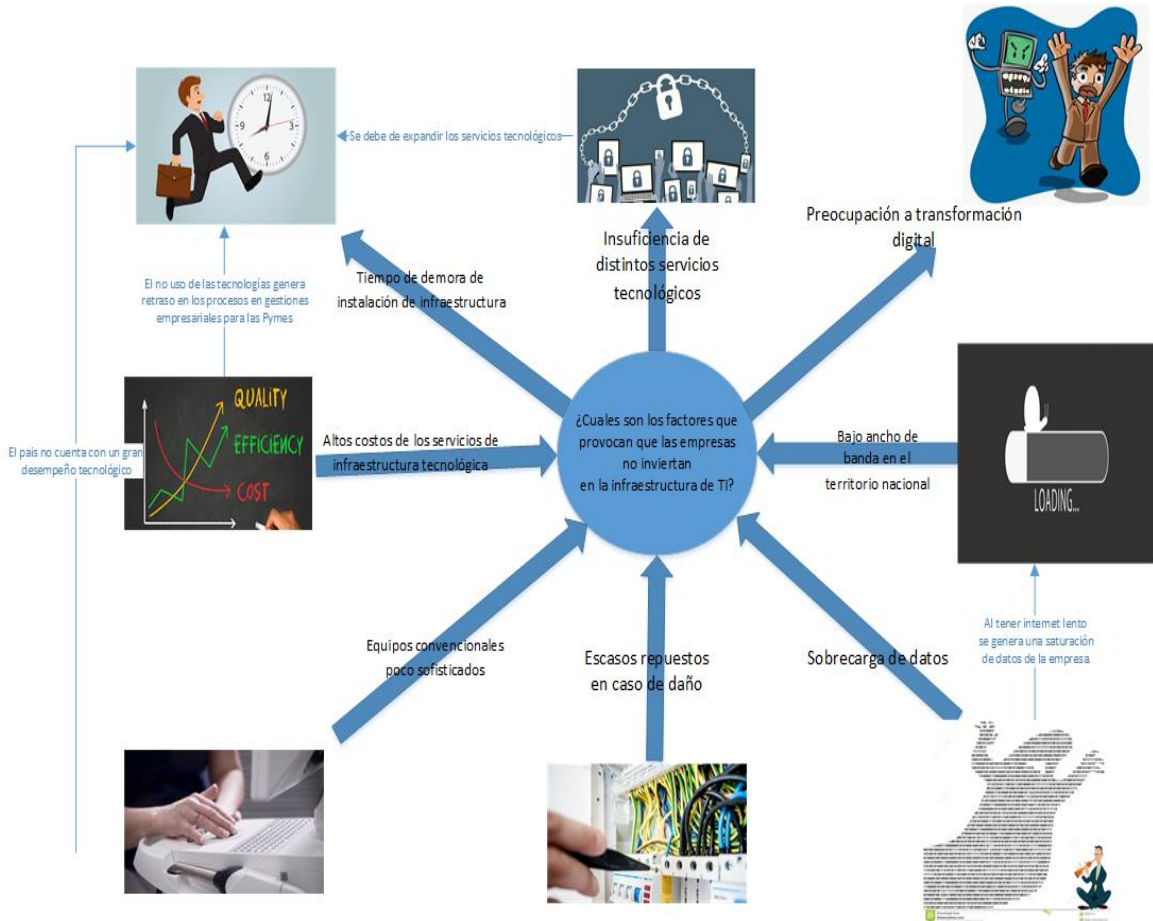 12
3
6
9
Se debe de expandir los servicios tecnológicos
Preocupación a transformación
digital
Insuficiencia de
distintos servicios
tecnológicos
Tiempo de demora de
instalación de infraestructura
El no uso de las tecnologías genera
retraso en los procesos en gestiones
empresariales para las Pymes
QUALITY
EFFICIENCY
COST
El país no cuenta con un gran
desempeño tecnológico
Altos costos de los servicios de
infraestructura tecnológica
¿Cuales son los factores que
provocan que las empresas
no inviertan
en la infraestructura de TI?
Bajo ancho de
banda en el
territorio nacional
LOADING...
Equipos convencionales
poco sofisticados
Escasos repuestos
en caso de daño
Sobrecarga de datos
Al tener internet lento
se genera una saturación
de datos de la empresa